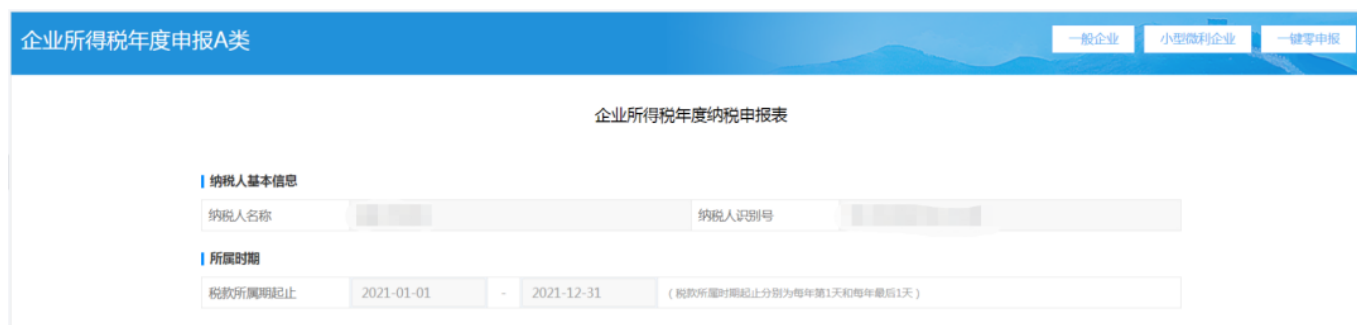 企业所得税年度申报A类 一般企业 小型微利企业 一键零申报
企业所得税年度纳税申报表
纳税人基本信息
纳税人名称 纳税人识别号
所属时期
税款所属期起止 2021-01-01 - 2021-12-31 (税款所属时期起止分别为每年第1天和每年最后1天)